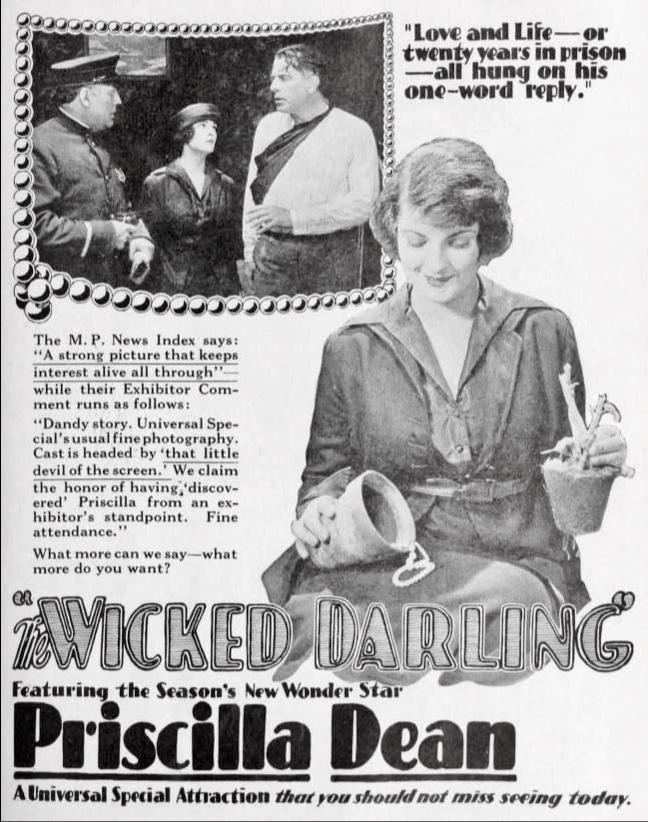 "Love and Life—or
twenty years in prison
—all hung on his
one-word reply."
The M. P. News Index says:
"A strong picture that keeps
interest alive all through"—
while their Exhibitor Com-
ment runs as follows:
"Dandy story. Universal Spe-
cial's usual fine photography.
Cast is headed by 'that little
devil of the screen.' We claim
the honor of having 'discov-
ered' Priscilla from an ex-
hibitor's standpoint. Fine
attendance."
What more can we say—what
more do you want?
"The WICKED DARLING"
Featuring the Season's New Wonder Star
Priscilla Dean
A Universal Special Attraction that you should not miss seeing today.